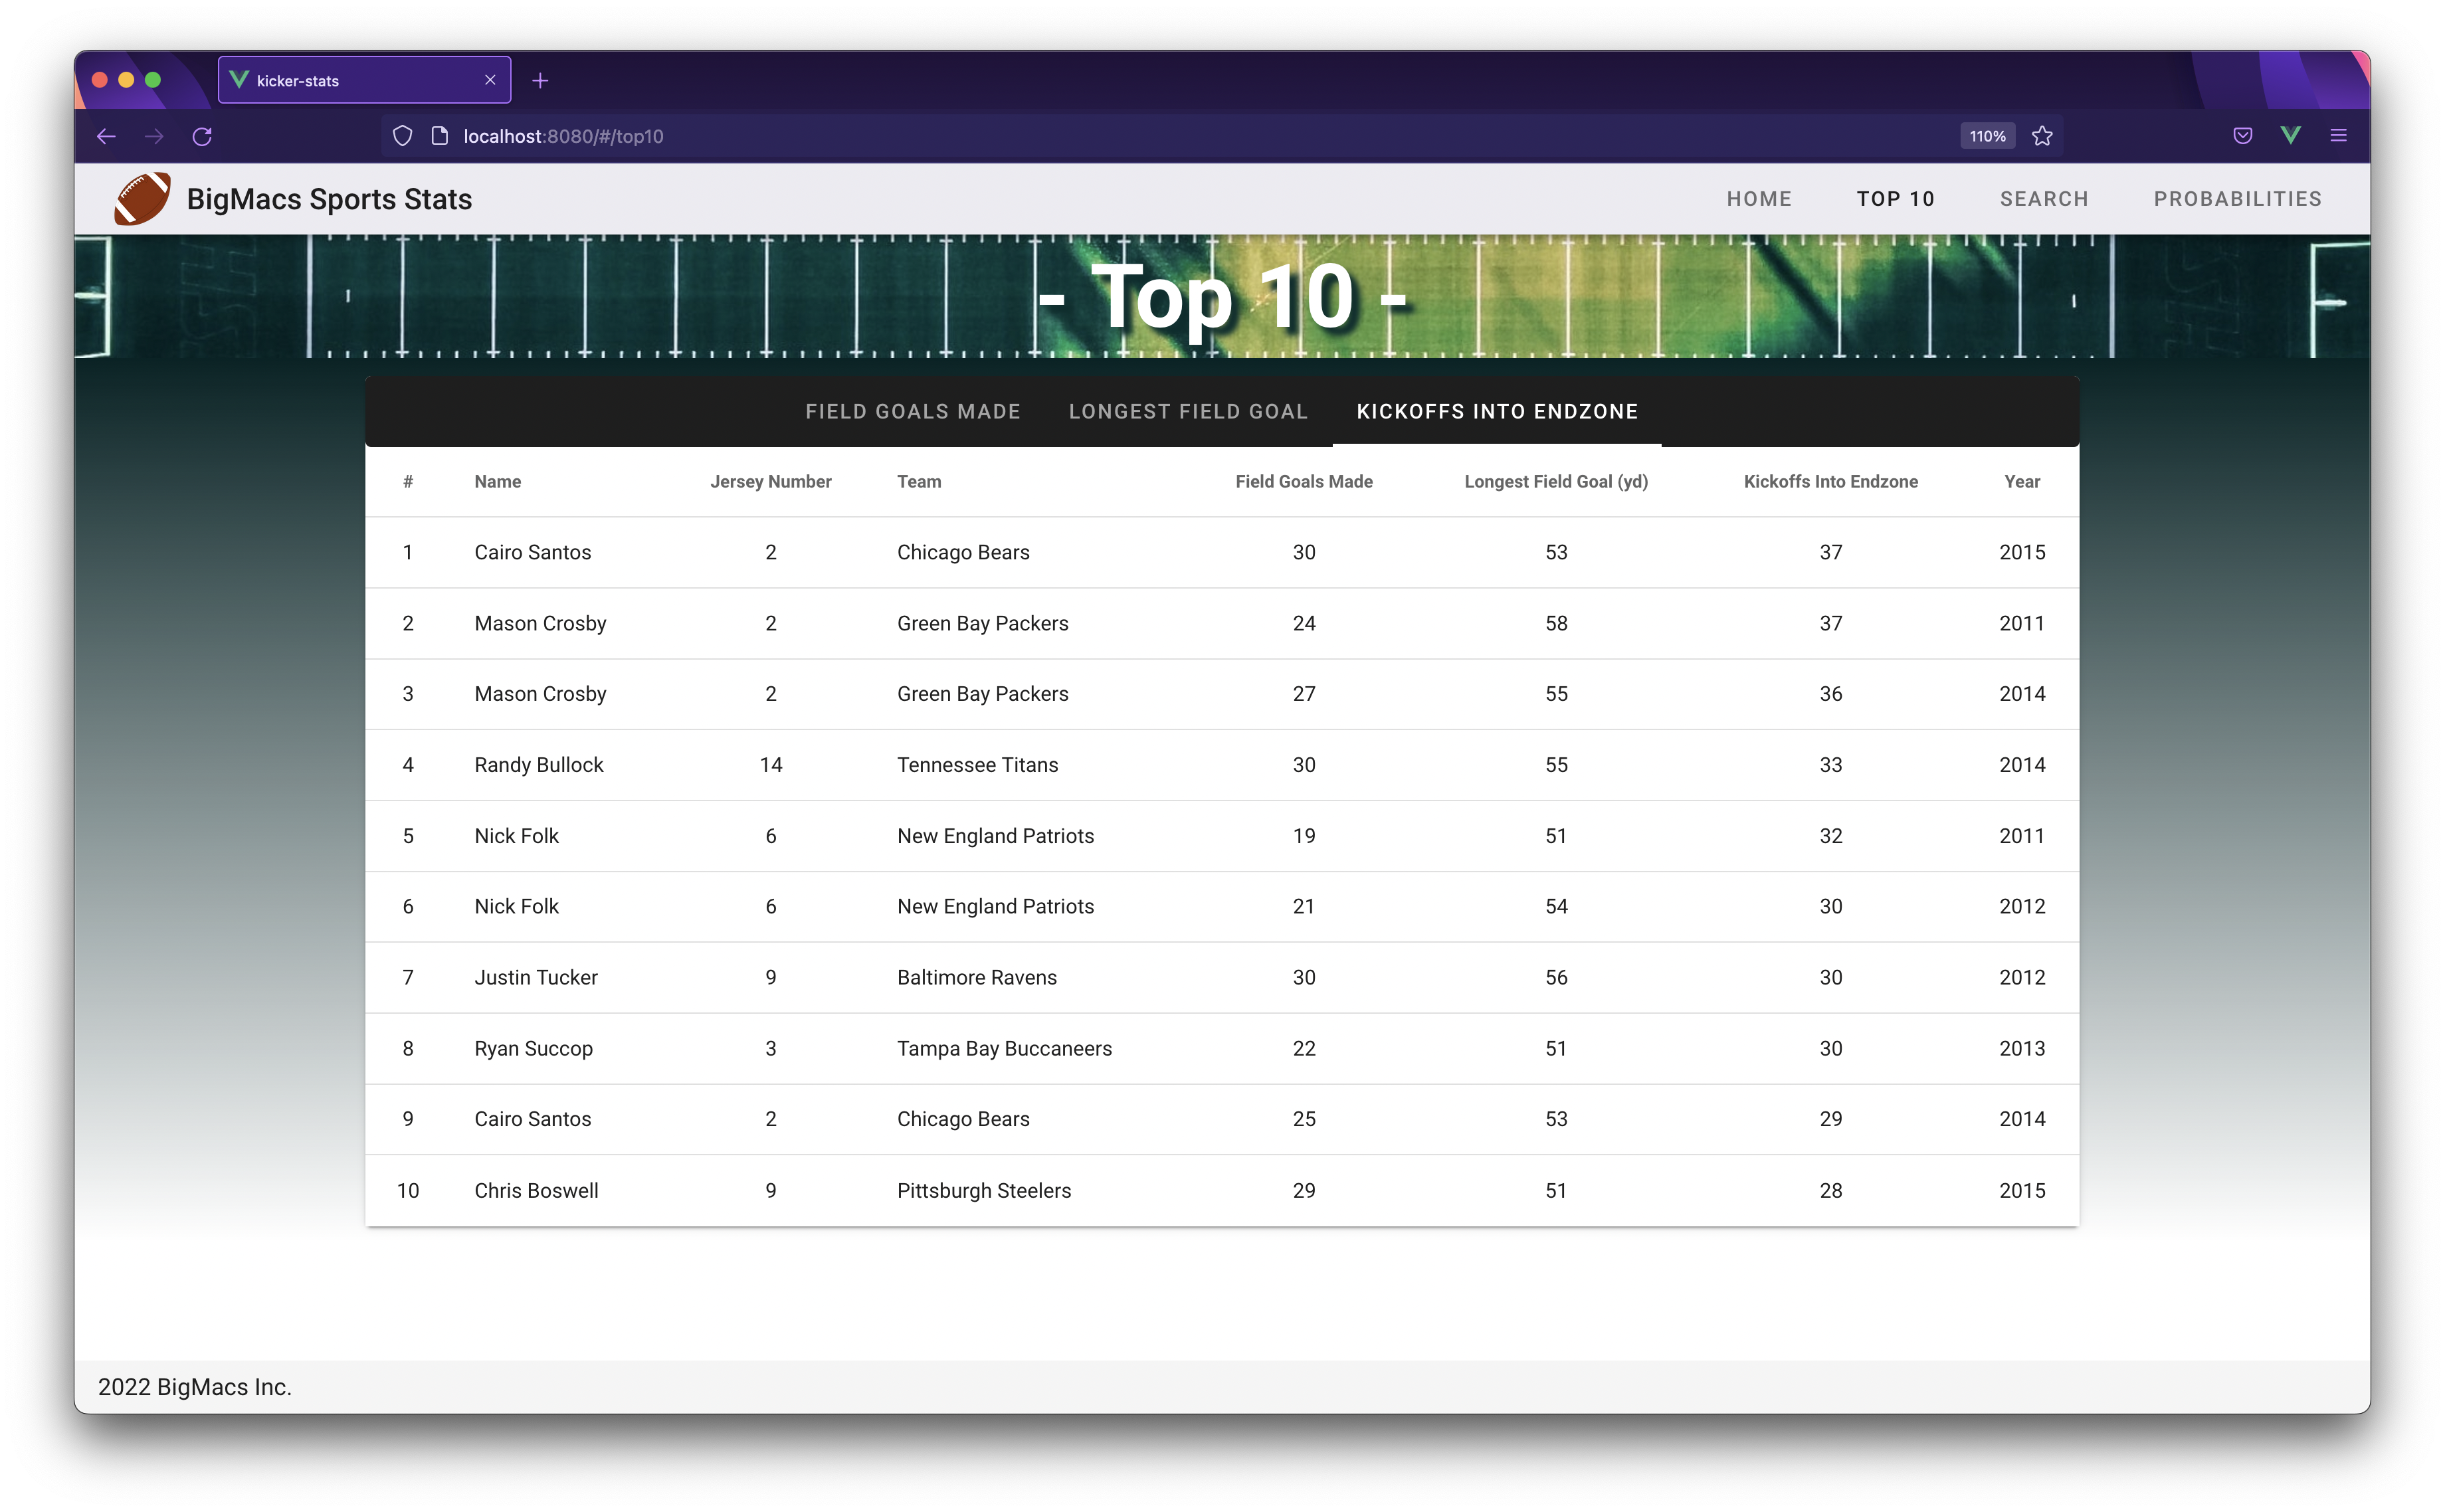 kicker-stats
localhost:8080/#/top10
110%
BigMacs Sports Stats
HOME TOP 10 SEARCH PROBABILITIES
- Top 10 -
FIELD GOALS MADE LONGEST FIELD GOAL KICKOFFS INTO ENDZONE
# Name Jersey Number Team Field Goals Made Longest Field Goal (yd) Kickoffs Into Endzone Year
1 Cairo Santos 2 Chicago Bears 30 53 37 2015
2 Mason Crosby 2 Green Bay Packers 24 58 37 2011
3 Mason Crosby 2 Green Bay Packers 27 55 36 2014
4 Randy Bullock 14 Tennessee Titans 30 55 33 2014
5 Nick Folk 6 New England Patriots 19 51 32 2011
6 Nick Folk 6 New England Patriots 21 54 30 2012
7 Justin Tucker 9 Baltimore Ravens 30 56 30 2012
8 Ryan Succop 3 Tampa Bay Buccaneers 22 51 30 2013
9 Cairo Santos 2 Chicago Bears 25 53 29 2014
10 Chris Boswell 9 Pittsburgh Steelers 29 51 28 2015
2022 BigMacs Inc.